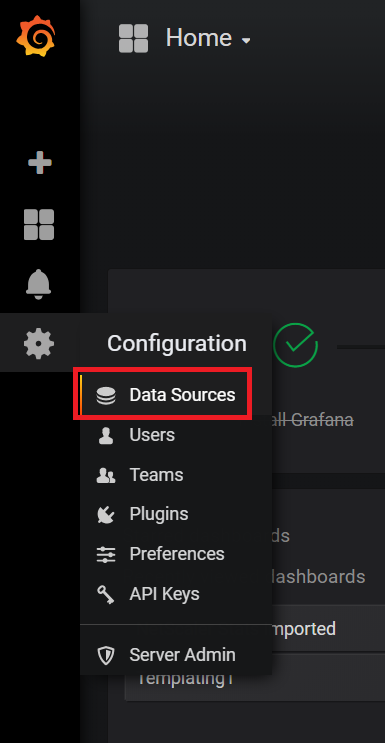 Home
Configuration
all Grafana
Data Sources
Users
Teams
ds
Plugins
Preferences
lashboards
API Keys
mported
Server Admin
Templating1